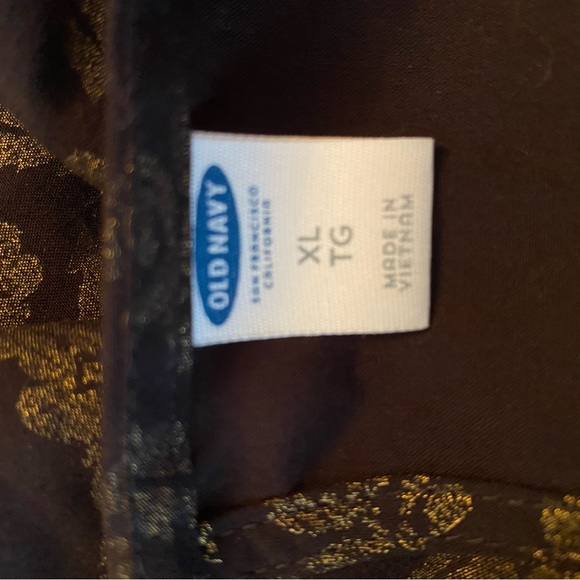 OLD NAVY
SAN FRANCISCO
CALIFORNIA
XL
TG
MADE IN
VIETNAM